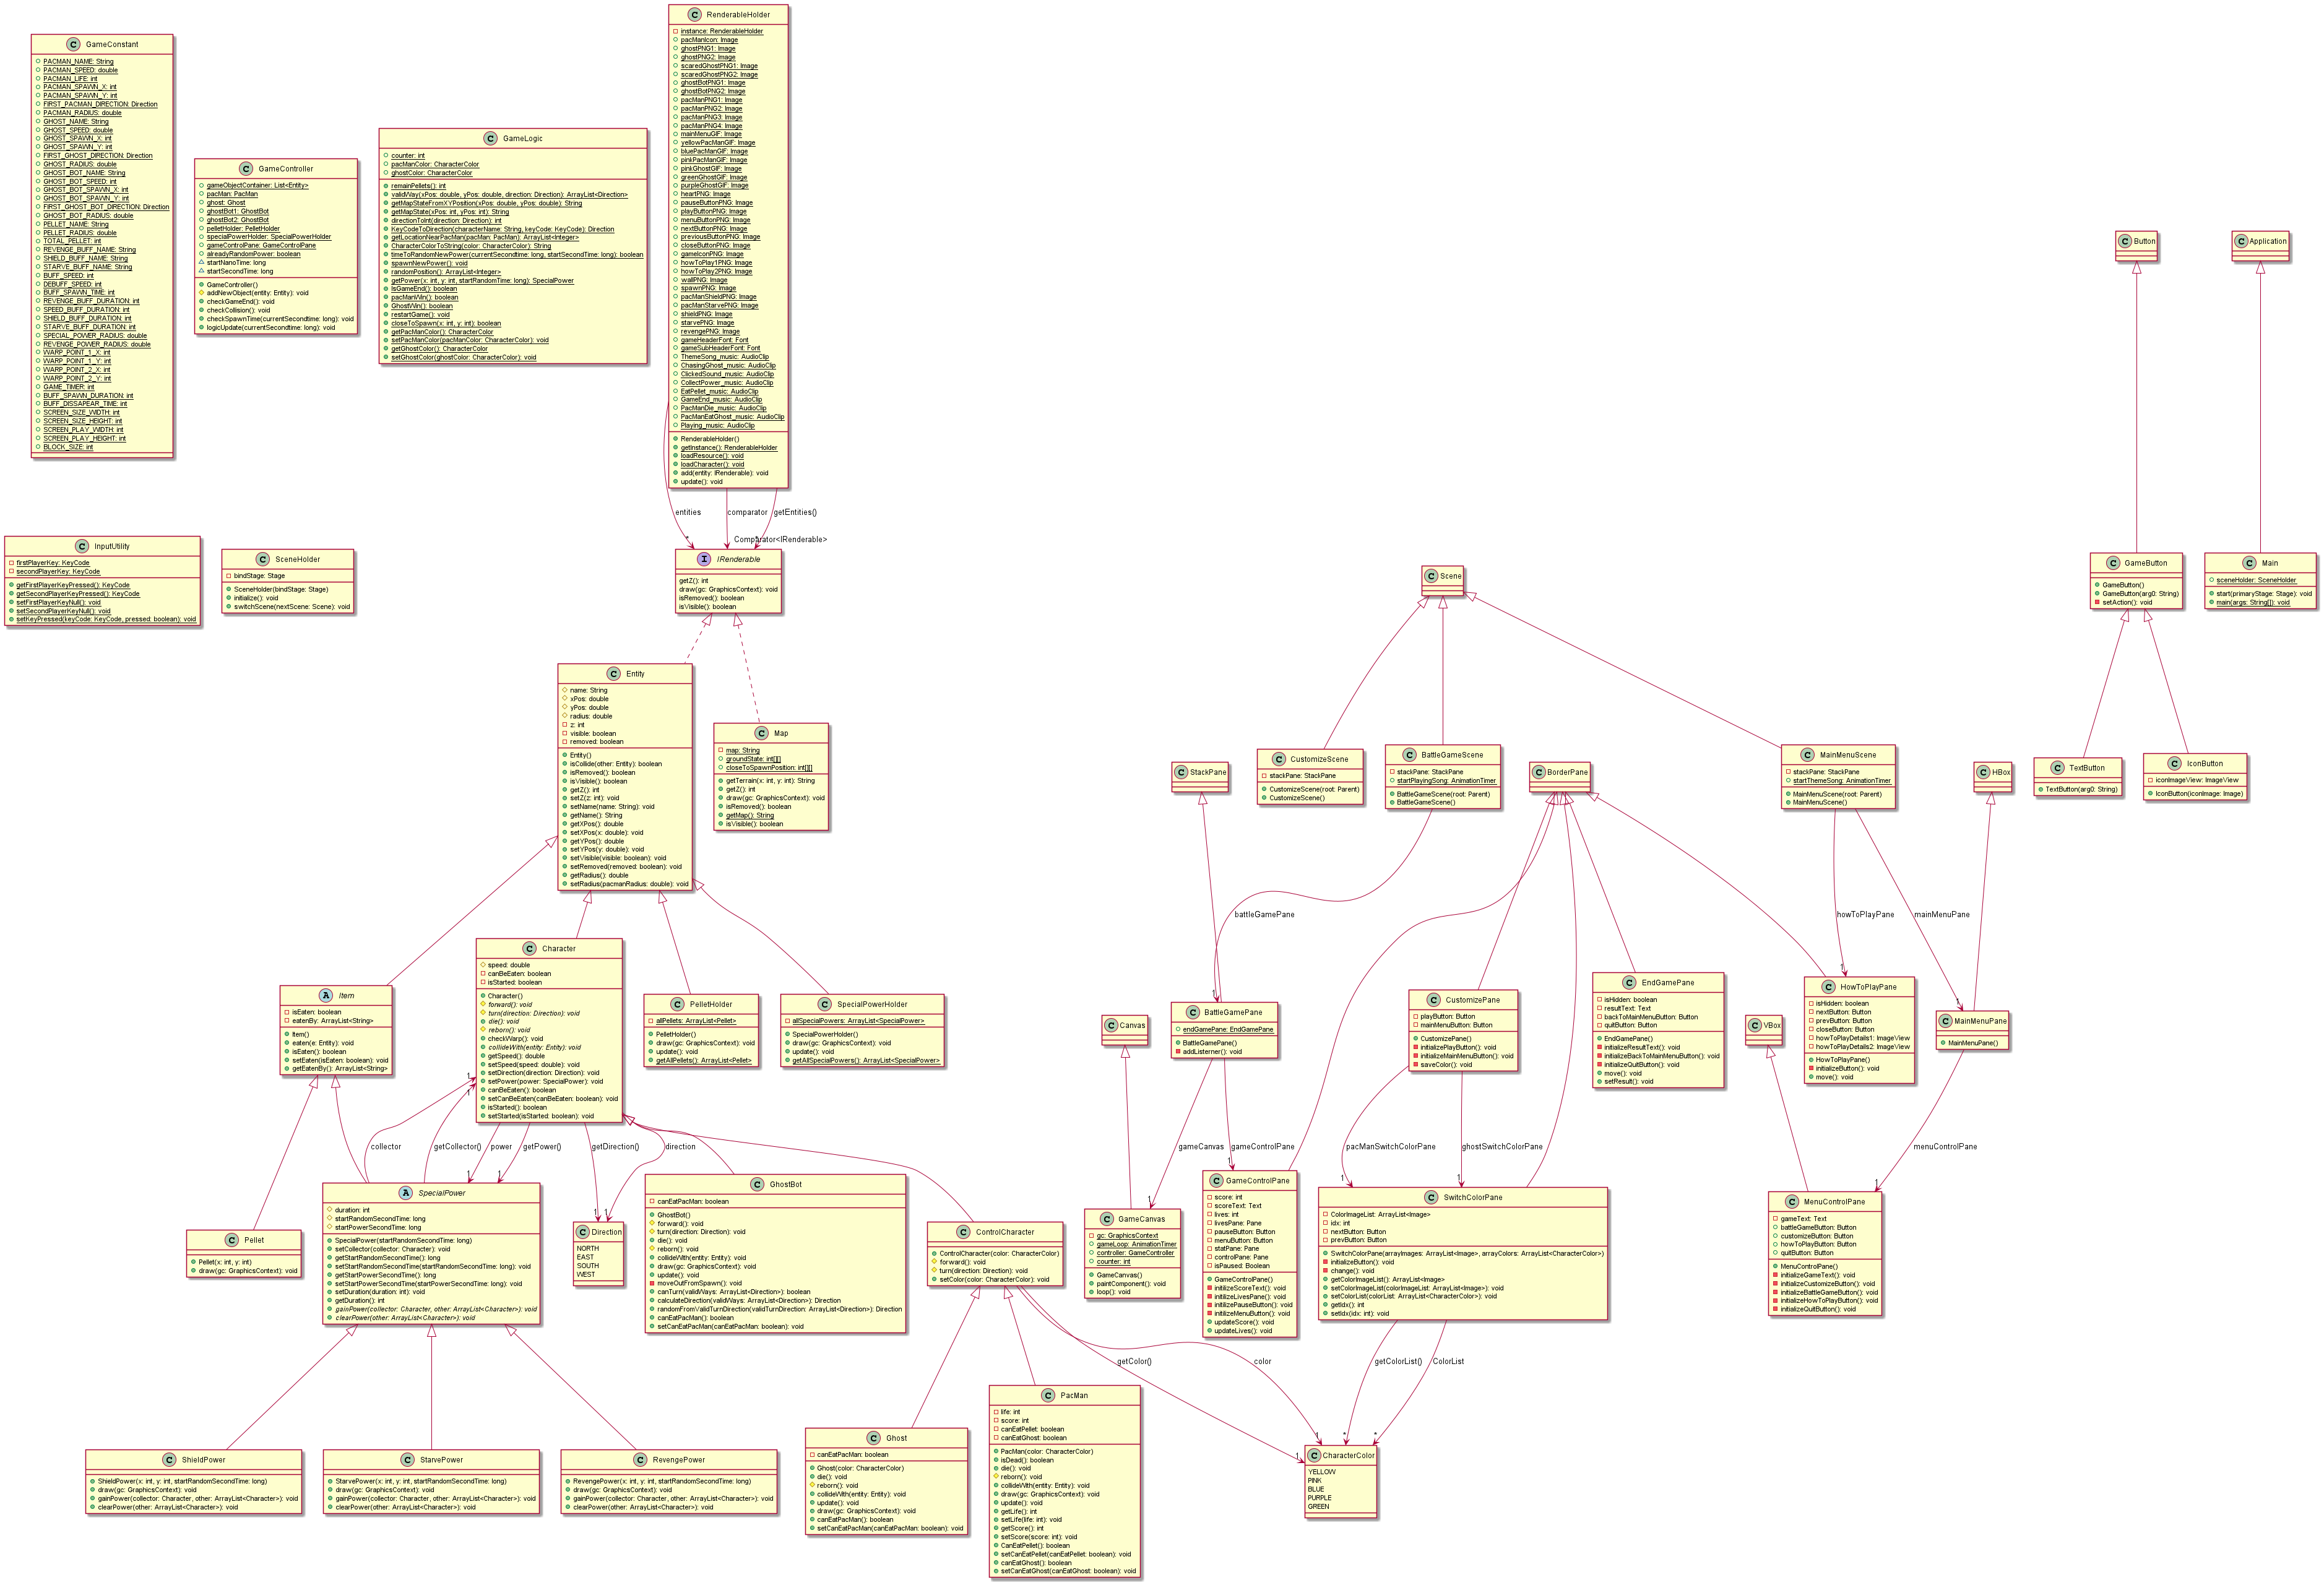 GameConstant
PACMAN_NAME: String
PACMAN_SPEED: double
PACMAN_LIFE: int
PACMAN_SPAWN_X: int
PACMAN_SPAWN_Y: int
FIRST_PACMAN_DIRECTION: Direction
PACMAN_RADIUS: double
GHOST_NAME: String
GHOST_SPEED: double
GHOST_SPAWN_X: int
GHOST_SPAWN_Y: int
FIRST_GHOST_DIRECTION: Direction
GHOST_RADIUS: double
GHOST_BOT_NAME: String
GHOST_BOT_SPEED: int
GHOST_BOT_SPAWN_X: int
GHOST_BOT_SPAWN_Y: int
FIRST_GHOST_BOT_DIRECTION: Direction
GHOST_BOT_RADIUS: double
PELLET_NAME: String
PELLET_RADIUS: double
TOTAL_PELLET: int
REVENGE_BUFF_NAME: String
SHIELD_BUFF_NAME: String
STARVE_BUFF_NAME: String
BUFF_SPEED: int
DEBUFF_SPEED: int
BUFF_SPAWN_TIME: int
REVENGE_BUFF_DURATION: int
SPEED_BUFF_DURATION: int
SHIELD_BUFF_DURATION: int
STARVE_BUFF_DURATION: int
SPECIAL_POWER_RADIUS: double
REVENGE_POWER_RADIUS: double
WARP_POINT_1_X: int
WARP_POINT_1_Y: int
WARP_POINT_2_X: int
WARP_POINT_2_Y: int
GAME_TIMER: int
BUFF_SPAWN_DURATION: int
BUFF_DISSAPEAR_TIME: int
SCREEN_SIZE_WIDTH: int
SCREEN_SIZE_HEIGHT: int
SCREEN_PLAY_WIDTH: int
SCREEN_PLAY_HEIGHT: int
BLOCK_SIZE: int
GameController
gameObjectContainer: List<Entity>
pacMan: PacMan
ghost: Ghost
ghostBot1: GhostBot
ghostBot2: GhostBot
pelletHolder: PelletHolder
specialPowerHolder: SpecialPowerHolder
gameControlPane: GameControlPane
alreadyRandomPower: boolean
startNanoTime: long
startSecondTime: long
GameController()
addNewObject(entity: Entity): void
checkGameEnd(): void
checkCollision(): void
checkSpawnTime(currentSecondtime: long): void
logicUpdate(currentSecondtime: long): void
GameLogic
counter: int
pacManColor: CharacterColor
ghostColor: CharacterColor
remainPellets(): int
validWay(xPos: double, yPos: double, direction: Direction): ArrayList<Direction>
getMapStateFromXYPosition(xPos: double, yPos: double): String
getMapState(xPos: int, yPos: int): String
directionToInt(direction: Direction): int
KeyCodeToDirection(characterName: String, keyCode: KeyCode): Direction
getLocationNearPacMan(pacMan: PacMan): ArrayList<Integer>
CharacterColorToString(color: CharacterColor): String
timeToRandomNewPower(currentSecondtime: long, startSecondTime: long): boolean
spawnNewPower(): void
randomPosition(): ArrayList<Integer>
getPower(x: int, y: int, startRandomTime: long): SpecialPower
IsGameEnd(): boolean
pacManWin(): boolean
GhostWin(): boolean
restartGame(): void
closeToSpawn(x: int, y: int): boolean
getPacManColor(): CharacterColor
setPacManColor(pacManColor: CharacterColor): void
getGhostColor(): CharacterColor
setGhostColor(ghostColor: CharacterColor): void
RenderableHolder
instance: RenderableHolder
pacManIcon: Image
ghostPNG1: Image
ghostPNG2: Image
scaredGhostPNG1: Image
scaredGhostPNG2: Image
ghostBotPNG1: Image
ghostBotPNG2: Image
pacManPNG1: Image
pacManPNG2: Image
pacManPNG3: Image
pacManPNG4: Image
mainMenuGIF: Image
yellowPacManGIF: Image
bluePacManGIF: Image
pinkPacManGIF: Image
pinkGhostGIF: Image
greenGhostGIF: Image
purpleGhostGIF: Image
heartPNG: Image
pauseButtonPNG: Image
playButtonPNG: Image
menuButtonPNG: Image
nextButtonPNG: Image
previousButtonPNG: Image
closeButtonPNG: Image
gameIconPNG: Image
howToPlay1PNG: Image
howToPlay2PNG: Image
wallPNG: Image
spawnPNG: Image
pacManShieldPNG: Image
pacManStarvePNG: Image
shieldPNG: Image
starvePNG: Image
revengePNG: Image
gameHeaderFont: Font
gameSubHeaderFont: Font
ThemeSong_music: AudioClip
ChasingGhost_music: AudioClip
ClickedSound_music: AudioClip
CollectPower_music: AudioClip
EatPellet_music: AudioClip
GameEnd_music: AudioClip
PacManDie_music: AudioClip
PacManEatGhost_music: AudioClip
Playing_music: AudioClip
RenderableHolder()
getInstance(): RenderableHolder
loadResource(): void
loadCharacter(): void
add(entity: IRenderable): void
update(): void
entities
comparator
getEntities()
*
Comparator<IRenderable>
*
InputUtility
firstPlayerKey: KeyCode
secondPlayerKey: KeyCode
getFirstPlayerKeyPressed(): KeyCode
getSecondPlayerKeyPressed(): KeyCode
setFirstPlayerKeyNull(): void
setSecondPlayerKeyNull(): void
setKeyPressed(keyCode: KeyCode, pressed: boolean): void
SceneHolder
bindStage: Stage
SceneHolder(bindStage: Stage)
initialize(): void
switchScene(nextScene: Scene): void
IRenderable
getZ(): int
draw(gc: GraphicsContext): void
isRemoved(): boolean
isVisible(): boolean
Entity
name: String
xPos: double
yPos: double
radius: double
z: int
visible: boolean
removed: boolean
Entity()
isCollide(other: Entity): boolean
isRemoved(): boolean
isVisible(): boolean
getZ(): int
setZ(z: int): void
setName(name: String): void
getName(): String
getXPos(): double
setXPos(x: double): void
getYPos(): double
setYPos(y: double): void
setVisible(visible: boolean): void
setRemoved(removed: boolean): void
getRadius(): double
setRadius(pacmanRadius: double): void
Map
map: String
groundState: int[][]
closeToSpawnPosition: int[][]
getTerrain(x: int, y: int): String
getZ(): int
draw(gc: GraphicsContext): void
isRemoved(): boolean
getMap(): String
isVisible(): boolean
Button
Application
GameButton
GameButton()
GameButton(arg0: String)
setAction(): void
Main
sceneHolder: SceneHolder
start(primaryStage: Stage): void
main(args: String[]): void
TextButton
TextButton(arg0: String)
IconButton
iconImageView: ImageView
IconButton(iconImage: Image)
Scene
CustomizeScene
stackPane: StackPane
CustomizeScene(root: Parent)
CustomizeScene()
BattleGameScene
stackPane: StackPane
startPlayingSong: AnimationTimer
BattleGameScene(root: Parent)
BattleGameScene()
MainMenuScene
stackPane: StackPane
startThemeSong: AnimationTimer
MainMenuScene(root: Parent)
MainMenuScene()
StackPane
BorderPane
HBox
battleGamePane
howToPlayPane
mainMenuPane
1
1
1
Item
isEaten: boolean
eatenBy: ArrayList<String>
Item()
eaten(e: Entity): void
isEaten(): boolean
setEaten(isEaten: boolean): void
getEatenBy(): ArrayList<String>
Character
speed: double
canBeEaten: boolean
isStarted: boolean
Character()
forward(): void
turn(direction: Direction): void
die(): void
reborn(): void
checkWarp(): void
collideWith(entity: Entity): void
getSpeed(): double
setSpeed(speed: double): void
setDirection(direction: Direction): void
setPower(power: SpecialPower): void
canBeEaten(): boolean
setCanBeEaten(canBeEaten: boolean): void
isStarted(): boolean
setStarted(isStarted: boolean): void
PelletHolder
allPellets: ArrayList<Pellet>
PelletHolder()
draw(gc: GraphicsContext): void
update(): void
getAllPellets(): ArrayList<Pellet>
SpecialPowerHolder
allSpecialPowers: ArrayList<SpecialPower>
SpecialPowerHolder()
draw(gc: GraphicsContext): void
update(): void
getAllSpecialPowers(): ArrayList<SpecialPower>
Canvas
BattleGamePane
endGamePane: EndGamePane
BattleGamePane()
addListerner(): void
CustomizePane
playButton: Button
mainMenuButton: Button
CustomizePane()
initializePlayButton(): void
initializeMainMenuButton(): void
saveColor(): void
EndGamePane
isHidden: boolean
resultText: Text
backToMainMenuButton: Button
quitButton: Button
EndGamePane()
initializeResultText(): void
initializeBackToMainMenuButton(): void
initializeQuitButton(): void
move(): void
setResult(): void
VBox
HowToPlayPane
isHidden: boolean
nextButton: Button
prevButton: Button
closeButton: Button
howToPlayDetails1: ImageView
howToPlayDetails2: ImageView
HowToPlayPane()
initializeButton(): void
move(): void
MainMenuPane
MainMenuPane()
1
1
collector
getCollector()
power
getPower()
getDirection()
direction
1
1
1
1
gameCanvas
gameControlPane
pacManSwitchColorPane
ghostSwitchColorPane
menuControlPane
1
1
1
1
1
Pellet
Pellet(x: int, y: int)
draw(gc: GraphicsContext): void
SpecialPower
duration: int
startRandomSecondTime: long
startPowerSecondTime: long
SpecialPower(startRandomSecondTime: long)
setCollector(collector: Character): void
getStartRandomSecondTime(): long
setStartRandomSecondTime(startRandomSecondTime: long): void
getStartPowerSecondTime(): long
setStartPowerSecondTime(startPowerSecondTime: long): void
setDuration(duration: int): void
getDuration(): int
gainPower(collector: Character, other: ArrayList<Character>): void
clearPower(other: ArrayList<Character>): void
Direction
NORTH
EAST
SOUTH
WEST
GhostBot
canEatPacMan: boolean
GhostBot()
forward(): void
turn(direction: Direction): void
die(): void
reborn(): void
collideWith(entity: Entity): void
draw(gc: GraphicsContext): void
update(): void
moveOutFromSpawn(): void
canTurn(validWays: ArrayList<Direction>): boolean
calculateDirection(validWays: ArrayList<Direction>): Direction
randomFromValidTurnDirection(validTurnDirection: ArrayList<Direction>): Direction
canEatPacMan(): boolean
setCanEatPacMan(canEatPacMan: boolean): void
ControlCharacter
ControlCharacter(color: CharacterColor)
forward(): void
turn(direction: Direction): void
setColor(color: CharacterColor): void
GameCanvas
gc: GraphicsContext
gameLoop: AnimationTimer
controller: GameController
counter: int
GameCanvas()
paintComponent(): void
loop(): void
GameControlPane
score: int
scoreText: Text
lives: int
livesPane: Pane
pauseButton: Button
menuButton: Button
statPane: Pane
controlPane: Pane
isPaused: Boolean
GameControlPane()
initilizeScoreText(): void
initilizeLivesPane(): void
initilizePauseButton(): void
initilizeMenuButton(): void
updateScore(): void
updateLives(): void
SwitchColorPane
ColorImageList: ArrayList<Image>
idx: int
nextButton: Button
prevButton: Button
SwitchColorPane(arrayImages: ArrayList<Image>, arrayColors: ArrayList<CharacterColor>)
initializeButton(): void
change(): void
getColorImageList(): ArrayList<Image>
setColorImageList(colorImageList: ArrayList<Image>): void
setColorList(colorList: ArrayList<CharacterColor>): void
getIdx(): int
setIdx(idx: int): void
MenuControlPane
gameText: Text
battleGameButton: Button
customizeButton: Button
howToPlayButton: Button
quitButton: Button
MenuControlPane()
initializeGameText(): void
initializeCustomizeButton(): void
initializeBattleGameButton(): void
initializeHowToPlayButton(): void
initializeQuitButton(): void
getColor()
color
getColorList()
ColorList
1
1
*
*
ShieldPower
ShieldPower(x: int, y: int, startRandomSecondTime: long)
draw(gc: GraphicsContext): void
gainPower(collector: Character, other: ArrayList<Character>): void
clearPower(other: ArrayList<Character>): void
StarvePower
StarvePower(x: int, y: int, startRandomSecondTime: long)
draw(gc: GraphicsContext): void
gainPower(collector: Character, other: ArrayList<Character>): void
clearPower(other: ArrayList<Character>): void
RevengePower
RevengePower(x: int, y: int, startRandomSecondTime: long)
draw(gc: GraphicsContext): void
gainPower(collector: Character, other: ArrayList<Character>): void
clearPower(other: ArrayList<Character>): void
Ghost
canEatPacMan: boolean
Ghost(color: CharacterColor)
die(): void
reborn(): void
collideWith(entity: Entity): void
update(): void
draw(gc: GraphicsContext): void
canEatPacMan(): boolean
setCanEatPacMan(canEatPacMan: boolean): void
PacMan
life: int
score: int
canEatPellet: boolean
canEatGhost: boolean
PacMan(color: CharacterColor)
isDead(): boolean
die(): void
reborn(): void
collideWith(entity: Entity): void
draw(gc: GraphicsContext): void
update(): void
getLife(): int
setLife(life: int): void
getScore(): int
setScore(score: int): void
CanEatPellet(): boolean
setCanEatPellet(canEatPellet: boolean): void
canEatGhost(): boolean
setCanEatGhost(canEatGhost: boolean): void
CharacterColor
YELLOW
PINK
BLUE
PURPLE
GREEN